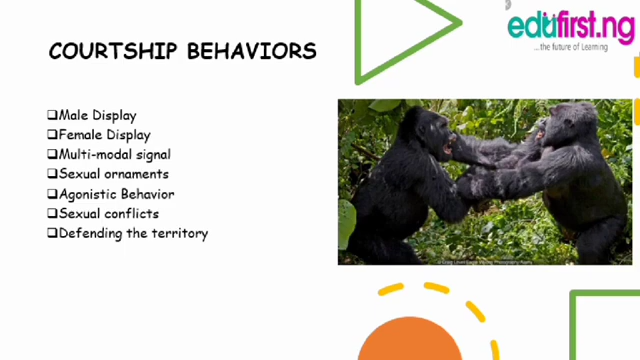 edufirst.ng
...the future of Learning
COURTSHIP BEHAVIORS
❑Male Display
❑Female Display
❑Multi-modal signal
❑Sexual ornaments
❑Agonistic Behavior
❑Sexual conflicts
❑Defending the territory